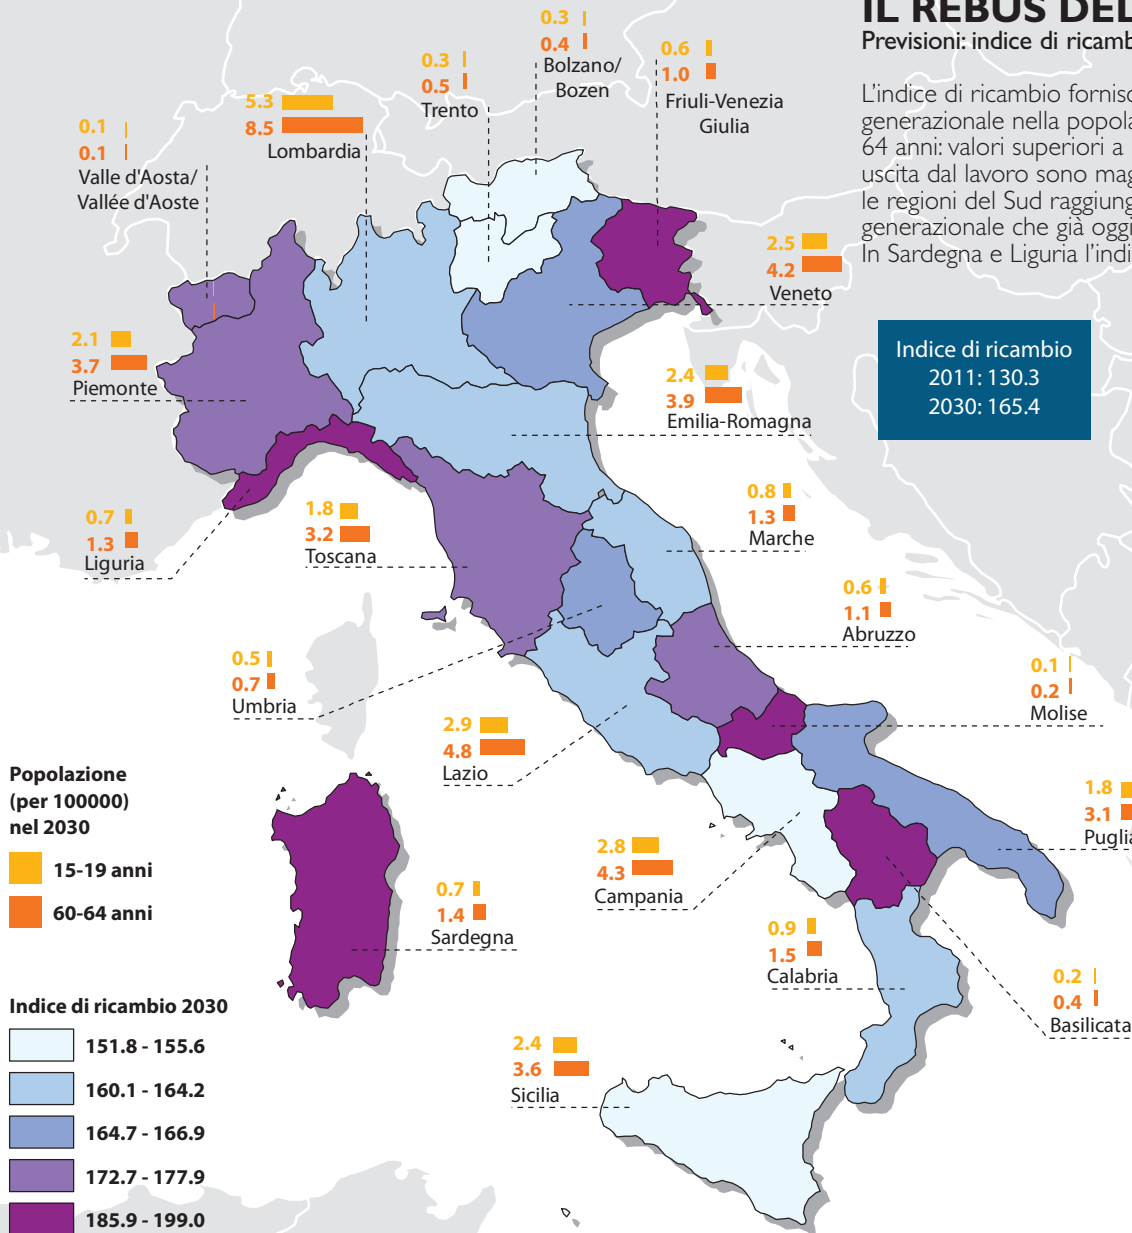 IL REBUS DEL
Previsioni: indice di ricamb
L'indice di ricambio fornisc
generazionale nella popola
64 anni: valori superiori a
uscita dal lavoro sono mag
le regioni del Sud raggiung
generazionale che già oggi
In Sardegna e Liguria l'indi
Indice di ricambio
2011: 130.3
2030: 165.4
0.3
0.4
Bolzano/
Bozen
0.3
0.5
Trento
0.6
1.0
Friuli-Venezia
Giulia
5.3
8.5
Lombardia
0.1
0.1
Valle d'Aosta/
Vallée d'Aoste
2.5
4.2
Veneto
2.1
3.7
Piemonte
2.4
3.9
Emilia-Romagna
0.7
1.3
Liguria
1.8
3.2
Toscana
0.8
1.3
Marche
0.6
1.1
Abruzzo
0.5
0.7
Umbria
0.1
0.2
Molise
2.9
4.8
Lazio
1.8
3.1
Puglia
2.8
4.3
Campania
0.7
1.4
Sardegna
0.9
1.5
Calabria
0.2
0.4
Basilicata
2.4
3.6
Sicilia
Popolazione
(per 100000)
nel 2030
15-19 anni
60-64 anni
Indice di ricambio 2030
151.8 - 155.6
160.1 - 164.2
164.7 - 166.9
172.7 - 177.9
185.9 - 199.0